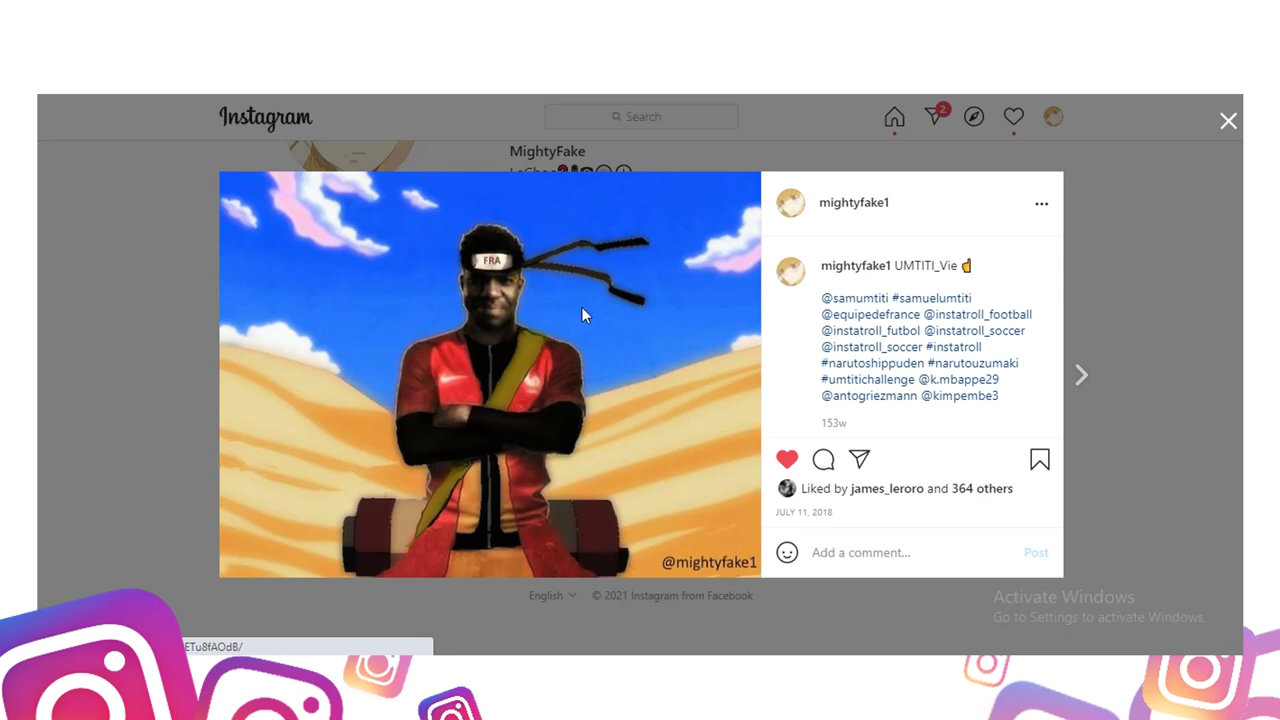 Instagram
Search
2
MightyFake
FRA
@mightyfake1
mightyfake1
mightyfake1 UMTITI_Vie ☝
@samumtiti #samuelumtiti
@equipedefrance @instatroll_football
@instatroll_futbol @instatroll_soccer
@instatroll_soccer #instatroll
#narutoshippuden #narutouzumaki
#umtitichallenge @k.mbappe29
@antogriezmann @kimpembe3
153w
Liked by james_leroro and 364 others
JULY 11, 2018
Add a comment...
Post
English
© 2021 Instagram from Facebook
Activate Windows
Go to Settings to activate Windows.
ETu8fAOdB/